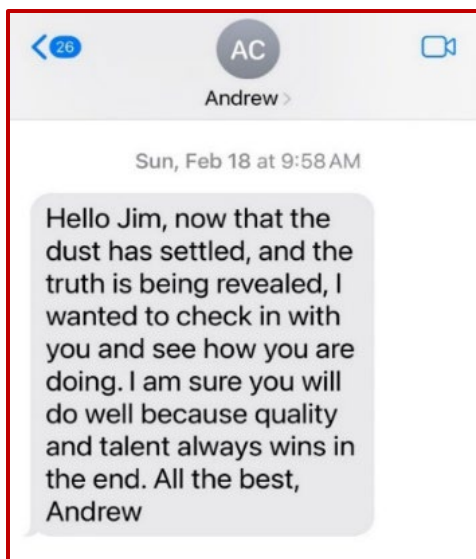 26
AC
Andrew
Sun, Feb 18 at 9:58 AM
Hello Jim, now that the
dust has settled, and the
truth is being revealed, I
wanted to check in with
you and see how you are
doing. I am sure you will
do well because quality
and talent always wins in
the end. All the best,
Andrew